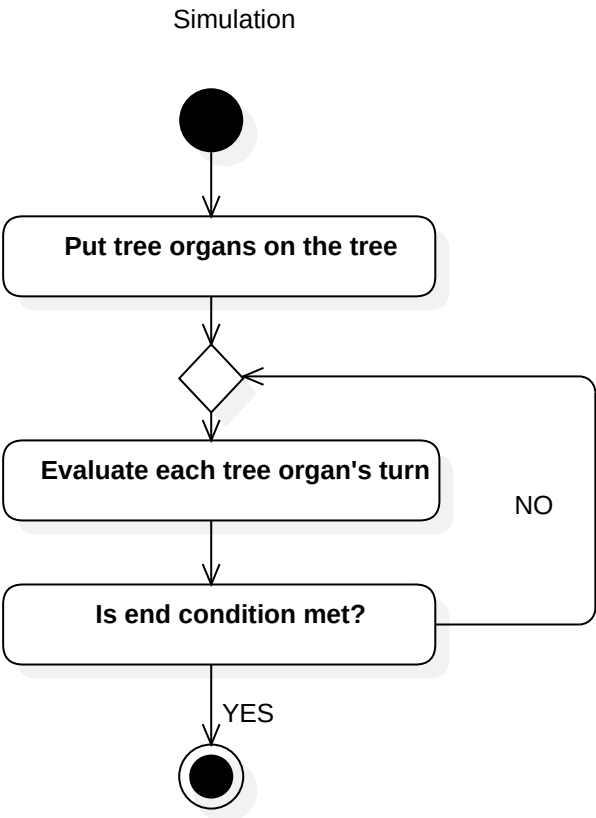 Simulation
Put tree organs on the tree
Evaluate each tree organ's turn
NO
Is end condition met?
YES